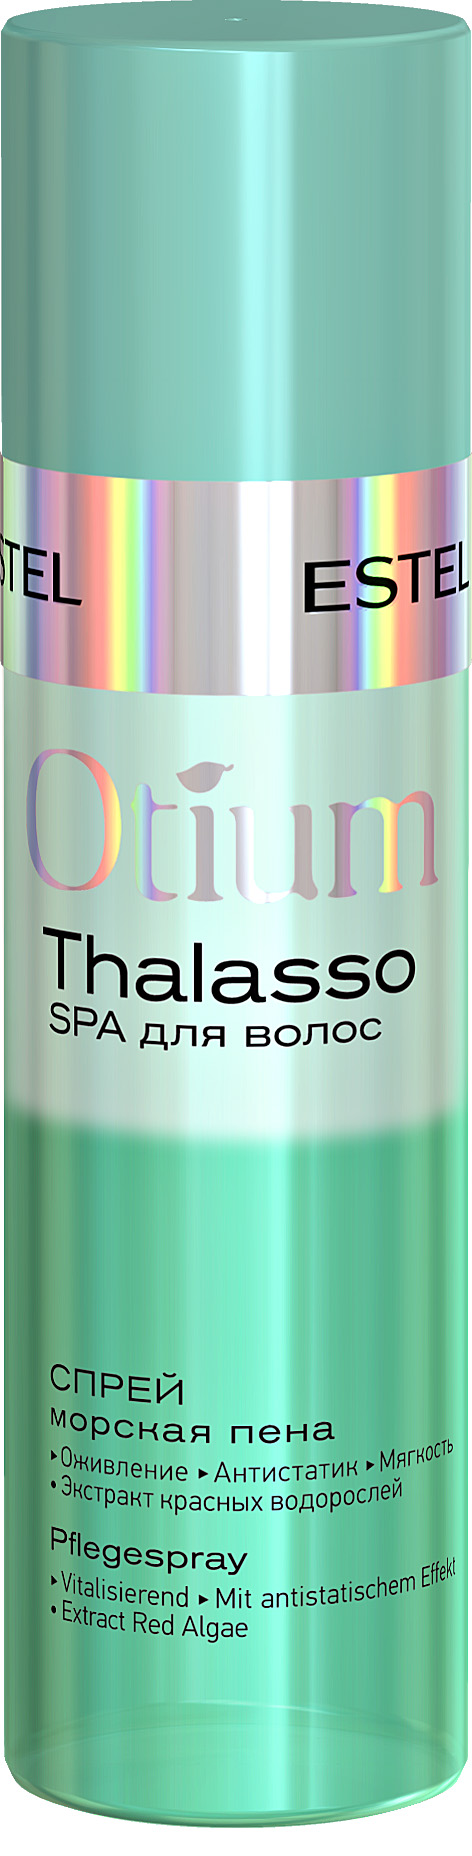 STEL ESTEL
Otium
Thalasso
SPA для волос
СПРЕЙ
морская пена
▸Оживление ▸Антистатик ▸Мягкость
•Экстракт красных водорослей
Pflegespray
▸Vitalisierend ▸Mit antistatischem Effekt
•Extract Red Algae